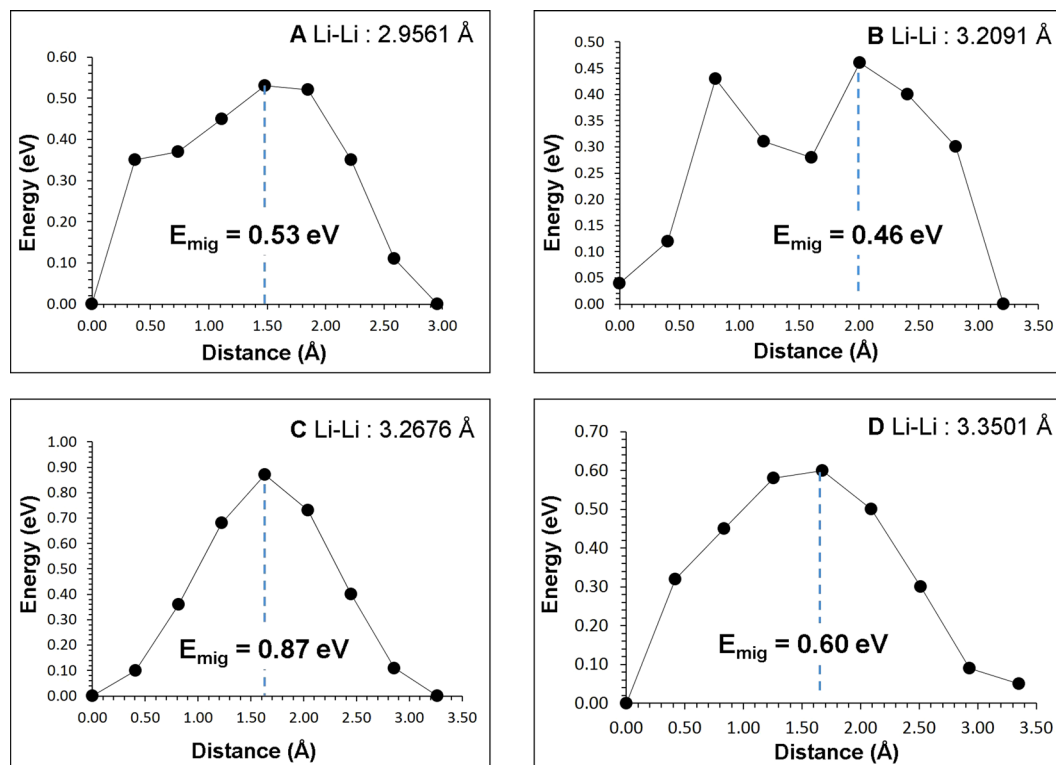 A Li-Li : 2.9561 Å
0.60
0.50
0.40
0.30
0.20
0.10
0.00
Energy (eV)
E_mig = 0.53 eV
0.00 0.50 1.00 1.50 2.00 2.50 3.00
Distance (Å)
B Li-Li : 3.2091 Å
0.50
0.45
0.40
0.35
0.30
0.25
0.20
0.15
0.10
0.05
0.00
Energy (eV)
E_mig = 0.46 eV
0.00 0.50 1.00 1.50 2.00 2.50 3.00 3.50
Distance (Å)
C Li-Li : 3.2676 Å
1.00
0.90
0.80
0.70
0.60
0.50
0.40
0.30
0.20
0.10
0.00
Energy (eV)
E_mig = 0.87 eV
0.00 0.50 1.00 1.50 2.00 2.50 3.00 3.50
Distance (Å)
D Li-Li : 3.3501 Å
0.70
0.60
0.50
0.40
0.30
0.20
0.10
0.00
Energy (eV)
E_mig = 0.60 eV
0.00 0.50 1.00 1.50 2.00 2.50 3.00 3.50
Distance (Å)